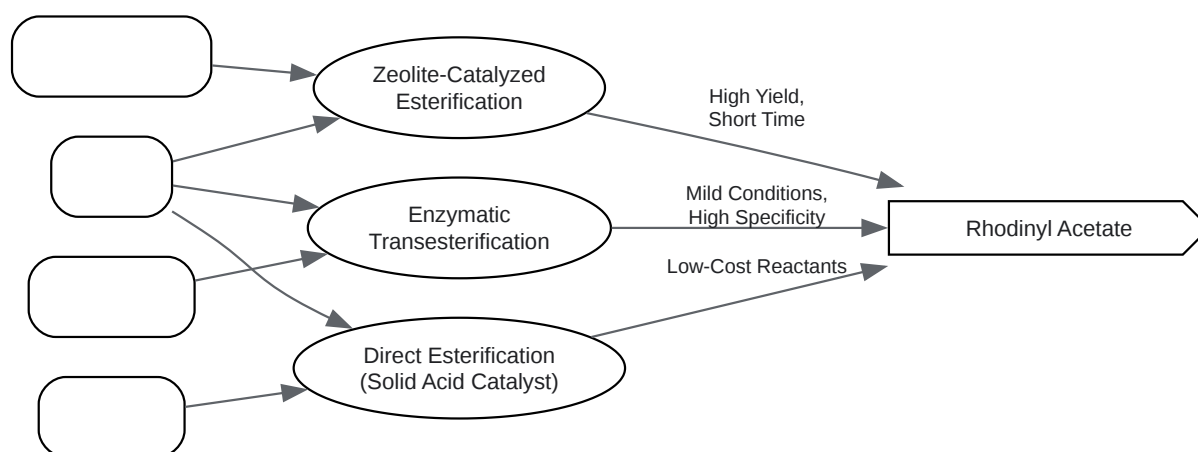 Zeolite-Catalyzed
Esterification
High Yield,
Short Time
Enzymatic
Transesterification
Mild Conditions,
High Specificity
Rhodinyl Acetate
Low-Cost Reactants
Direct Esterification
(Solid Acid Catalyst)